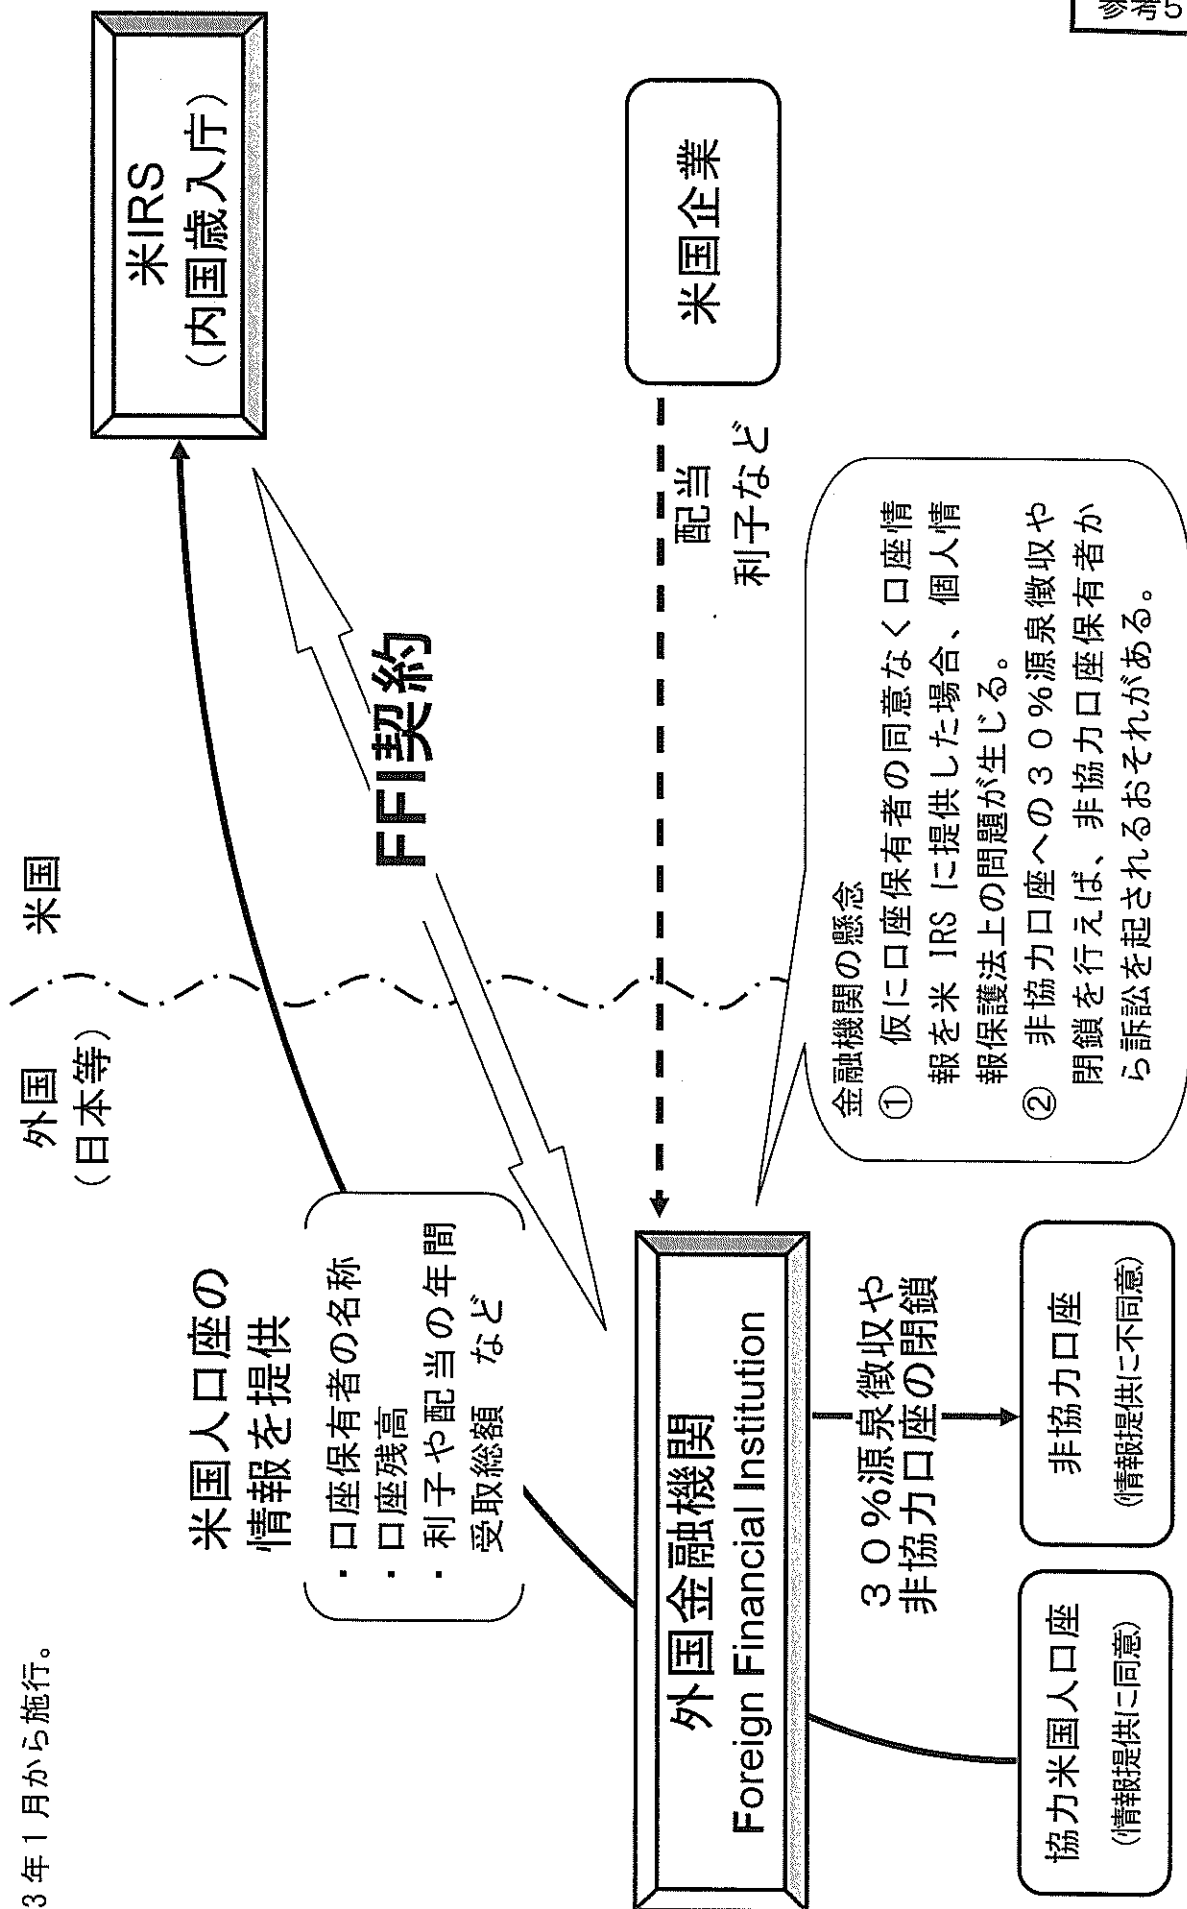 参考5
3年1月から施行。
外国
(日本等)
米国
米国人口座の
情報を提供
・口座保有者の名称
・口座残高
・利子や配当の年間
受取総額 など
米IRS
(内国歳入庁)
FFI契約
外国金融機関
Foreign Financial Institution
配当
利子など
米国企業
30%源泉徴収や
非協力口座の閉鎖
金融機関の懸念
① 仮に口座保有者の同意なく口座情
報を米 IRS に提供した場合、個人情
報保護法上の問題が生じる。
② 非協力口座への30%源泉徴収や
閉鎖を行えば、非協力口座保有者か
ら訴訟を起されるおそれがある。
協力米国人口座
(情報提供に同意)
非協力口座
(情報提供に不同意)